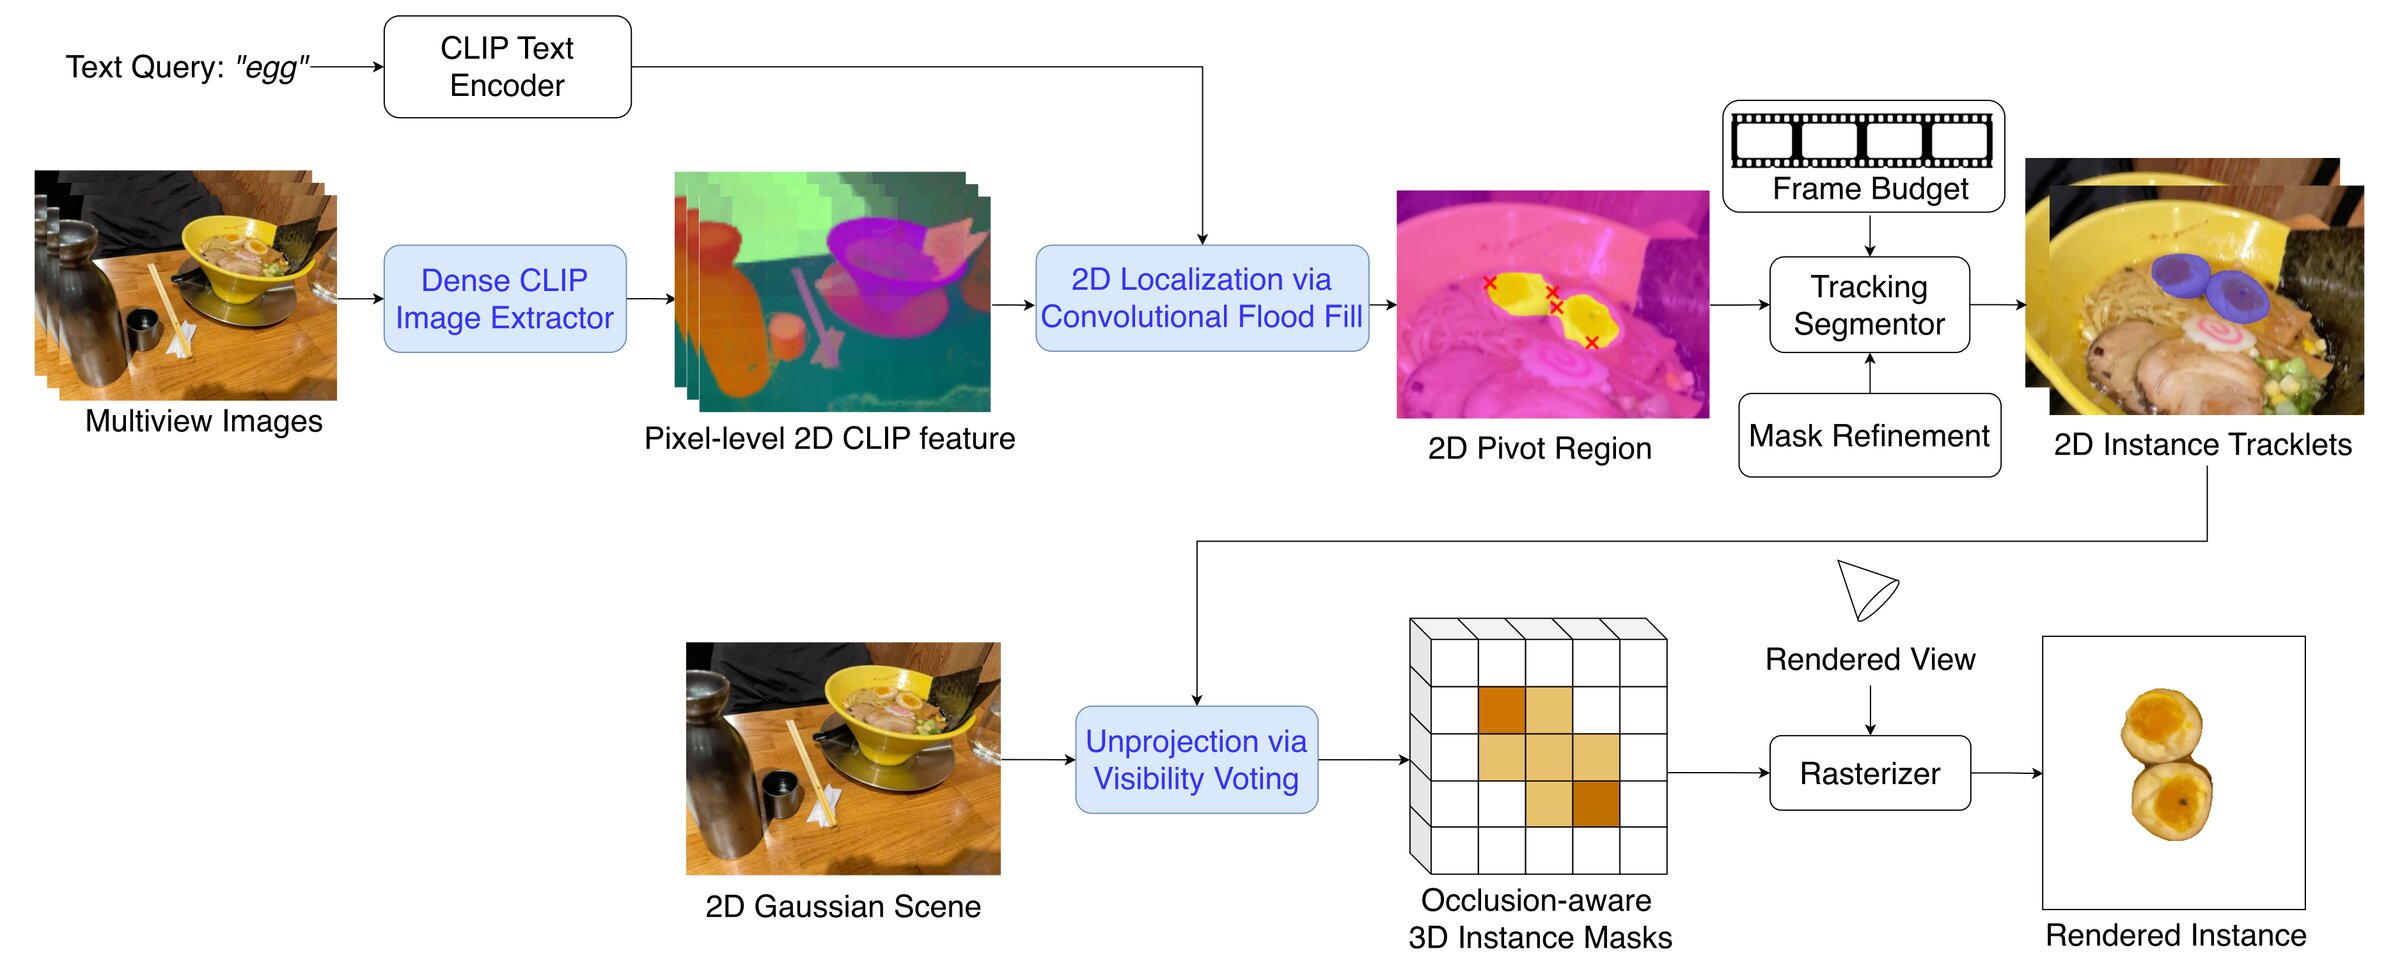 Text Query: "egg"
CLIP Text
Encoder
Frame Budget
Multiview Images
Dense CLIP
Image Extractor
Pixel-level 2D CLIP feature
2D Localization via
Convolutional Flood Fill
2D Pivot Region
Tracking
Segmentor
Mask Refinement
2D Instance Tracklets
2D Gaussian Scene
Unprojection via
Visibility Voting
Occlusion-aware
3D Instance Masks
Rendered View
Rasterizer
Rendered Instance